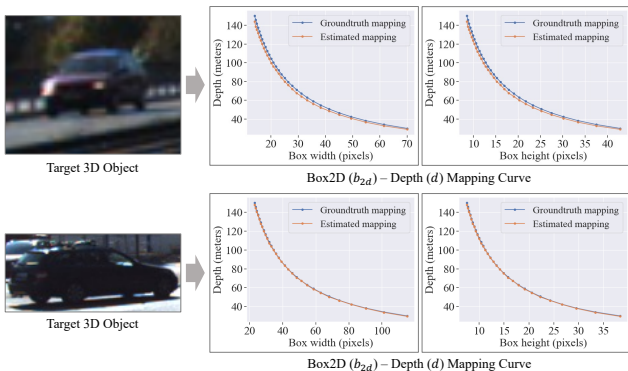 Depth (meters)
140
120
100
80
60
40
Groundtruth mapping
Estimated mapping
20 30 40 50 60 70
Box width (pixels)
Depth (meters)
140
120
100
80
60
40
Groundtruth mapping
Estimated mapping
10 15 20 25 30 35 40
Box height (pixels)
Target 3D Object
Box2D (b₂d) – Depth (d) Mapping Curve
Depth (meters)
140
120
100
80
60
40
Groundtruth mapping
Estimated mapping
20 40 60 80 100
Box width (pixels)
Depth (meters)
140
120
100
80
60
40
Groundtruth mapping
Estimated mapping
10 15 20 25 30 35
Box height (pixels)
Target 3D Object
Box2D (b₂d) – Depth (d) Mapping Curve